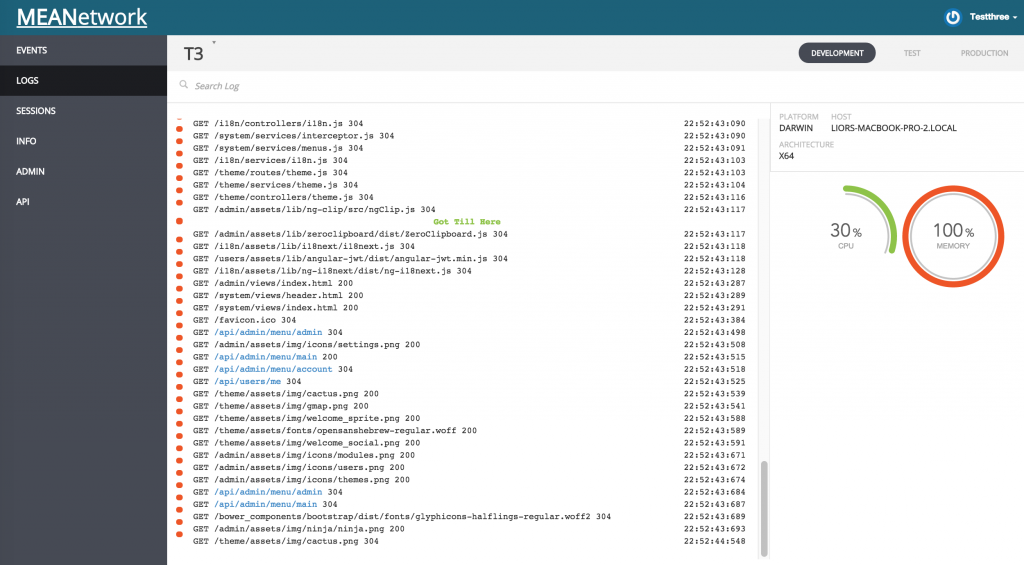 MEANetwork
Testthree
EVENTS
LOGS
SESSIONS
INFO
ADMIN
API
T3
DEVELOPMENT TEST PRODUCTION
Search Log
GET /i18n/controllers/i18n.js 304 22:52:43:090
GET /system/services/interceptor.js 304 22:52:43:090
GET /system/services/menus.js 304 22:52:43:091
GET /i18n/services/i18n.js 304 22:52:43:103
GET /theme/routes/theme.js 304 22:52:43:103
GET /theme/services/theme.js 304 22:52:43:104
GET /theme/controllers/theme.js 304 22:52:43:116
GET /admin/assets/lib/ng-clip/src/ngClip.js 304 22:52:43:117
Got Till Here
GET /admin/assets/lib/zeroclipboard/dist/ZeroClipboard.js 304 22:52:43:117
GET /i18n/assets/lib/i18next/i18next.js 304 22:52:43:118
GET /users/assets/lib/angular-jwt/dist/angular-jwt.min.js 304 22:52:43:118
GET /i18n/assets/lib/ng-i18next/dist/ng-i18next.js 304 22:52:43:128
GET /admin/views/index.html 200 22:52:43:287
GET /system/views/header.html 200 22:52:43:289
GET /system/views/index.html 200 22:52:43:291
GET /favicon.ico 304 22:52:43:384
GET /api/admin/menu/admin 304 22:52:43:498
GET /admin/assets/img/icons/settings.png 200 22:52:43:508
GET /api/admin/menu/main 200 22:52:43:515
GET /api/admin/menu/account 304 22:52:43:518
GET /api/users/me 304 22:52:43:525
GET /theme/assets/img/cactus.png 200 22:52:43:539
GET /theme/assets/img/gmap.png 200 22:52:43:541
GET /theme/assets/img/welcome_sprite.png 200 22:52:43:588
GET /theme/assets/fonts/opensanshebrew-regular.woff 200 22:52:43:589
GET /theme/assets/img/welcome_social.png 200 22:52:43:591
GET /admin/assets/img/icons/modules.png 200 22:52:43:671
GET /admin/assets/img/icons/users.png 200 22:52:43:672
GET /admin/assets/img/icons/themes.png 200 22:52:43:674
GET /api/admin/menu/admin 304 22:52:43:684
GET /api/admin/menu/main 304 22:52:43:687
GET /bower_components/bootstrap/dist/fonts/glyphicons-halflings-regular.woff2 304 22:52:43:689
GET /admin/assets/img/ninja/ninja.png 200 22:52:43:693
GET /theme/assets/img/cactus.png 304 22:52:44:548
PLATFORM HOST
DARWIN LIORS-MACBOOK-PRO-2.LOCAL
ARCHITECTURE
X64
30 % 100 %
CPU MEMORY